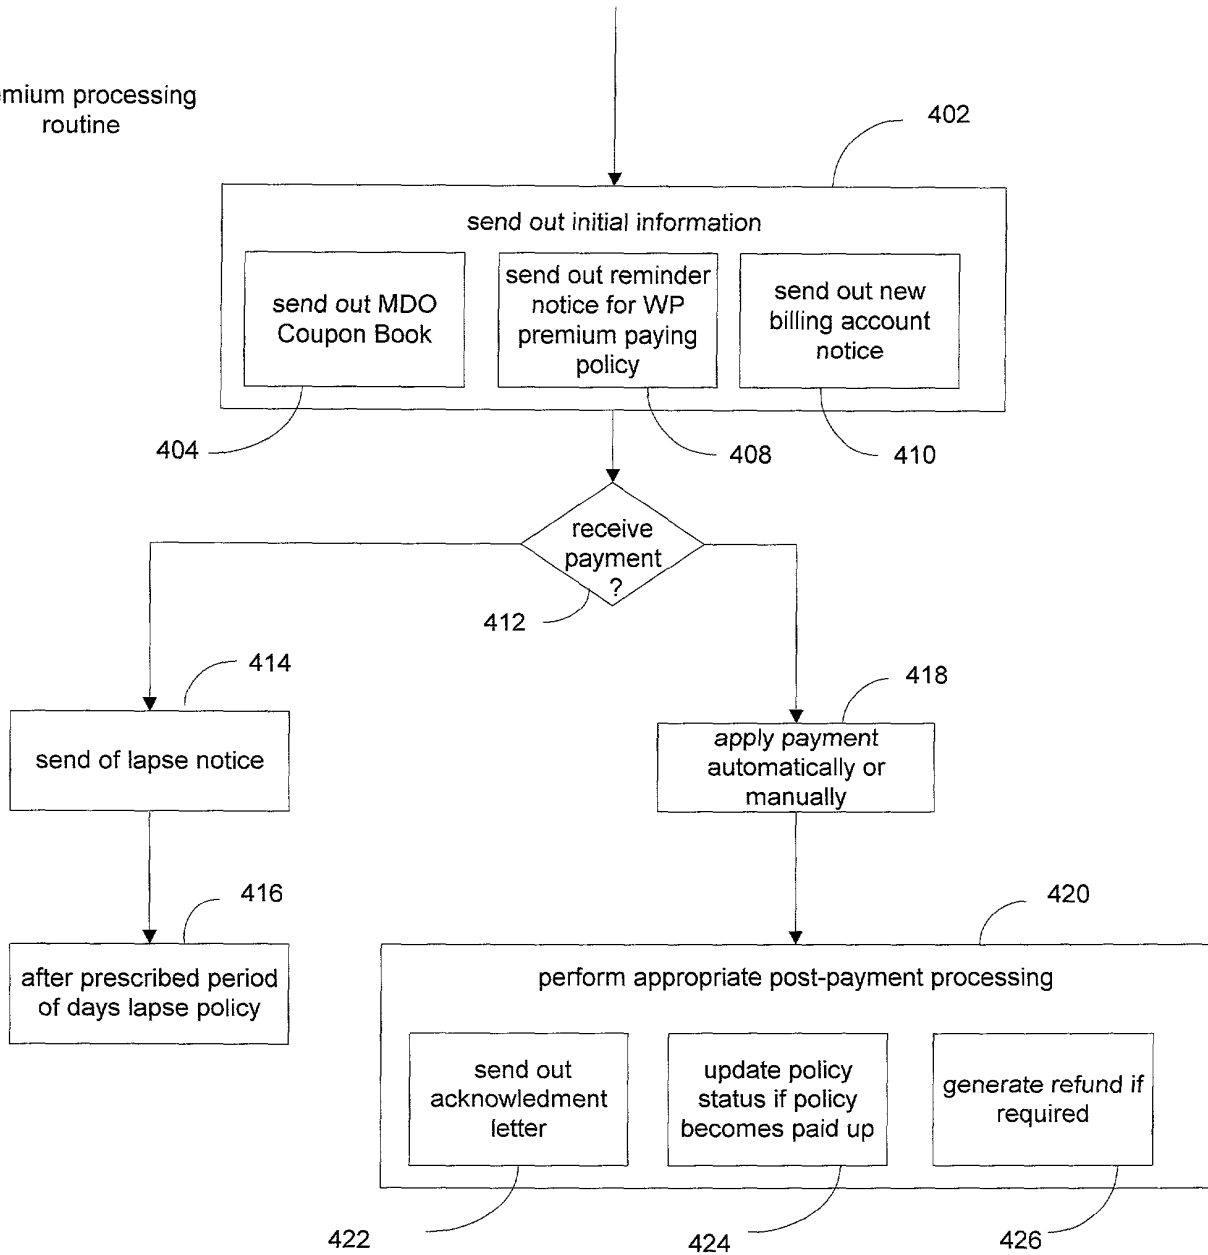 emium processing
routine
402
send out initial information
send out MDO
Coupon Book
send out reminder
notice for WP
premium paying
policy
send out new
billing account
notice
404
408
410
receive
payment
?
412
414
418
send of lapse notice
apply payment
automatically or
manually
416
420
after prescribed period
of days lapse policy
perform appropriate post-payment processing
send out
acknowledment
letter
update policy
status if policy
becomes paid up
generate refund if
required
422
424
426